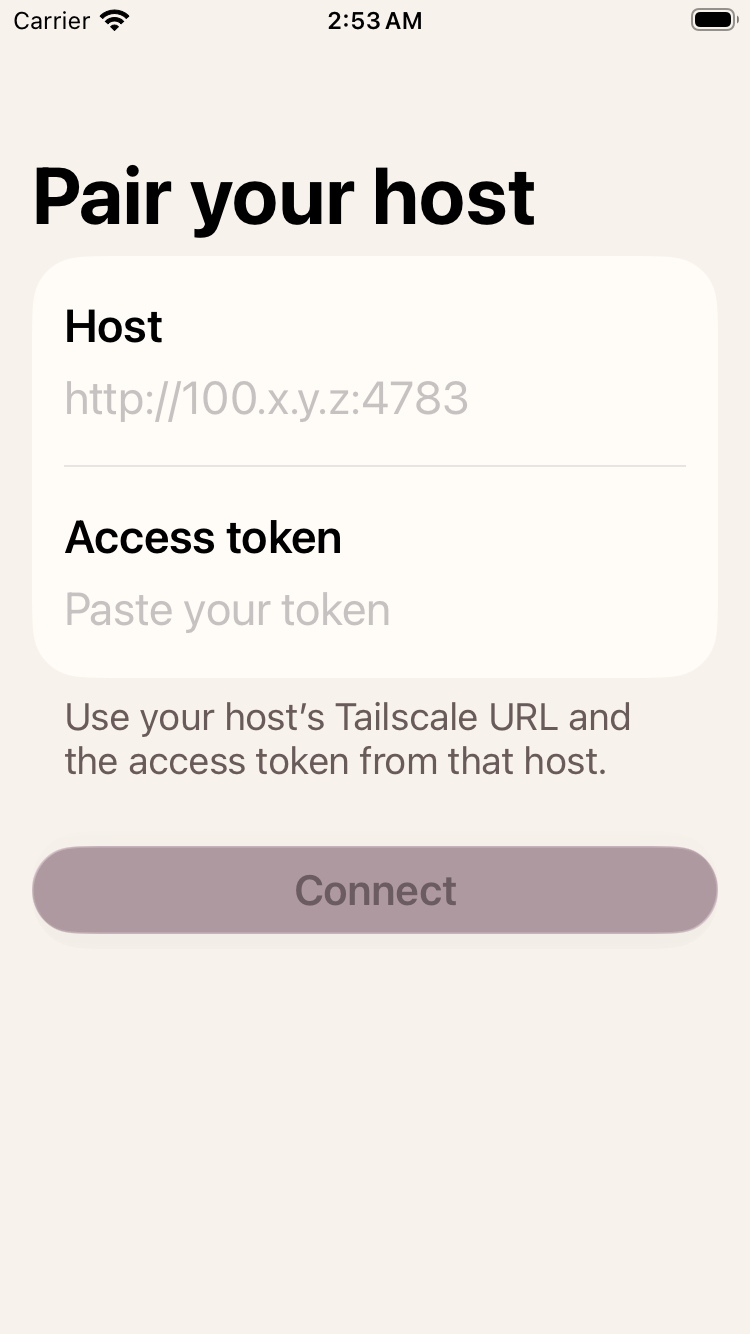 Carrier 2:53 AM
Pair your host
Host
http://100.x.y.z:4783
Access token
Paste your token
Use your host’s Tailscale URL and
the access token from that host.
Connect